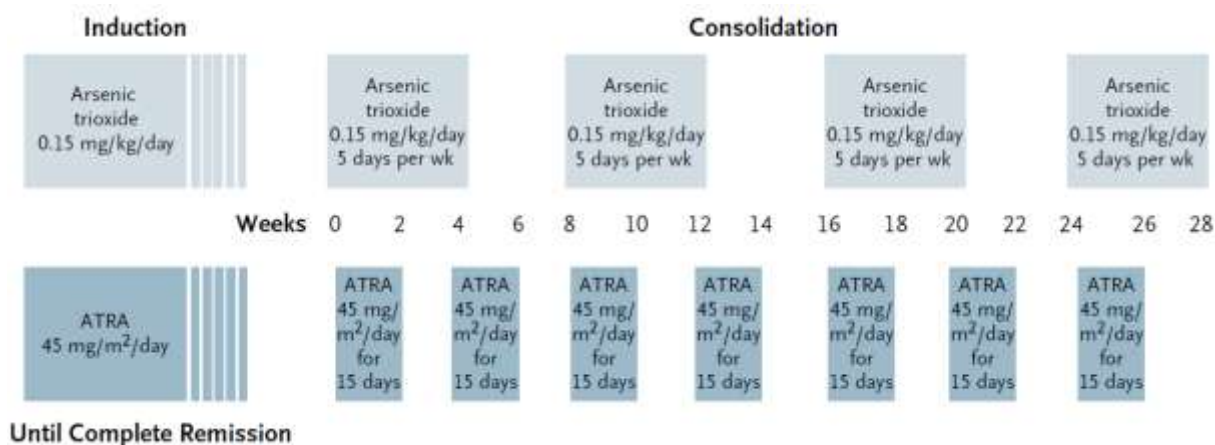 Induction
Consolidation
Arsenic
trioxide
0.15 mg/kg/day
Arsenic
trioxide
0.15 mg/kg/day
5 days per wk
Arsenic
trioxide
0.15 mg/kg/day
5 days per wk
Arsenic
trioxide
0.15 mg/kg/day
5 days per wk
Arsenic
trioxide
0.15 mg/kg/day
5 days per wk
Weeks 0 2 4 6 8 10 12 14 16 18 20 22 24 26 28
ATRA
45 mg/m²/day
ATRA
45 mg/
m²/day
for
15 days
ATRA
45 mg/
m²/day
for
15 days
ATRA
45 mg/
m²/day
for
15 days
ATRA
45 mg/
m²/day
for
15 days
ATRA
45 mg/
m²/day
for
15 days
ATRA
45 mg/
m²/day
for
15 days
ATRA
45 mg/
m²/day
for
15 days
Until Complete Remission